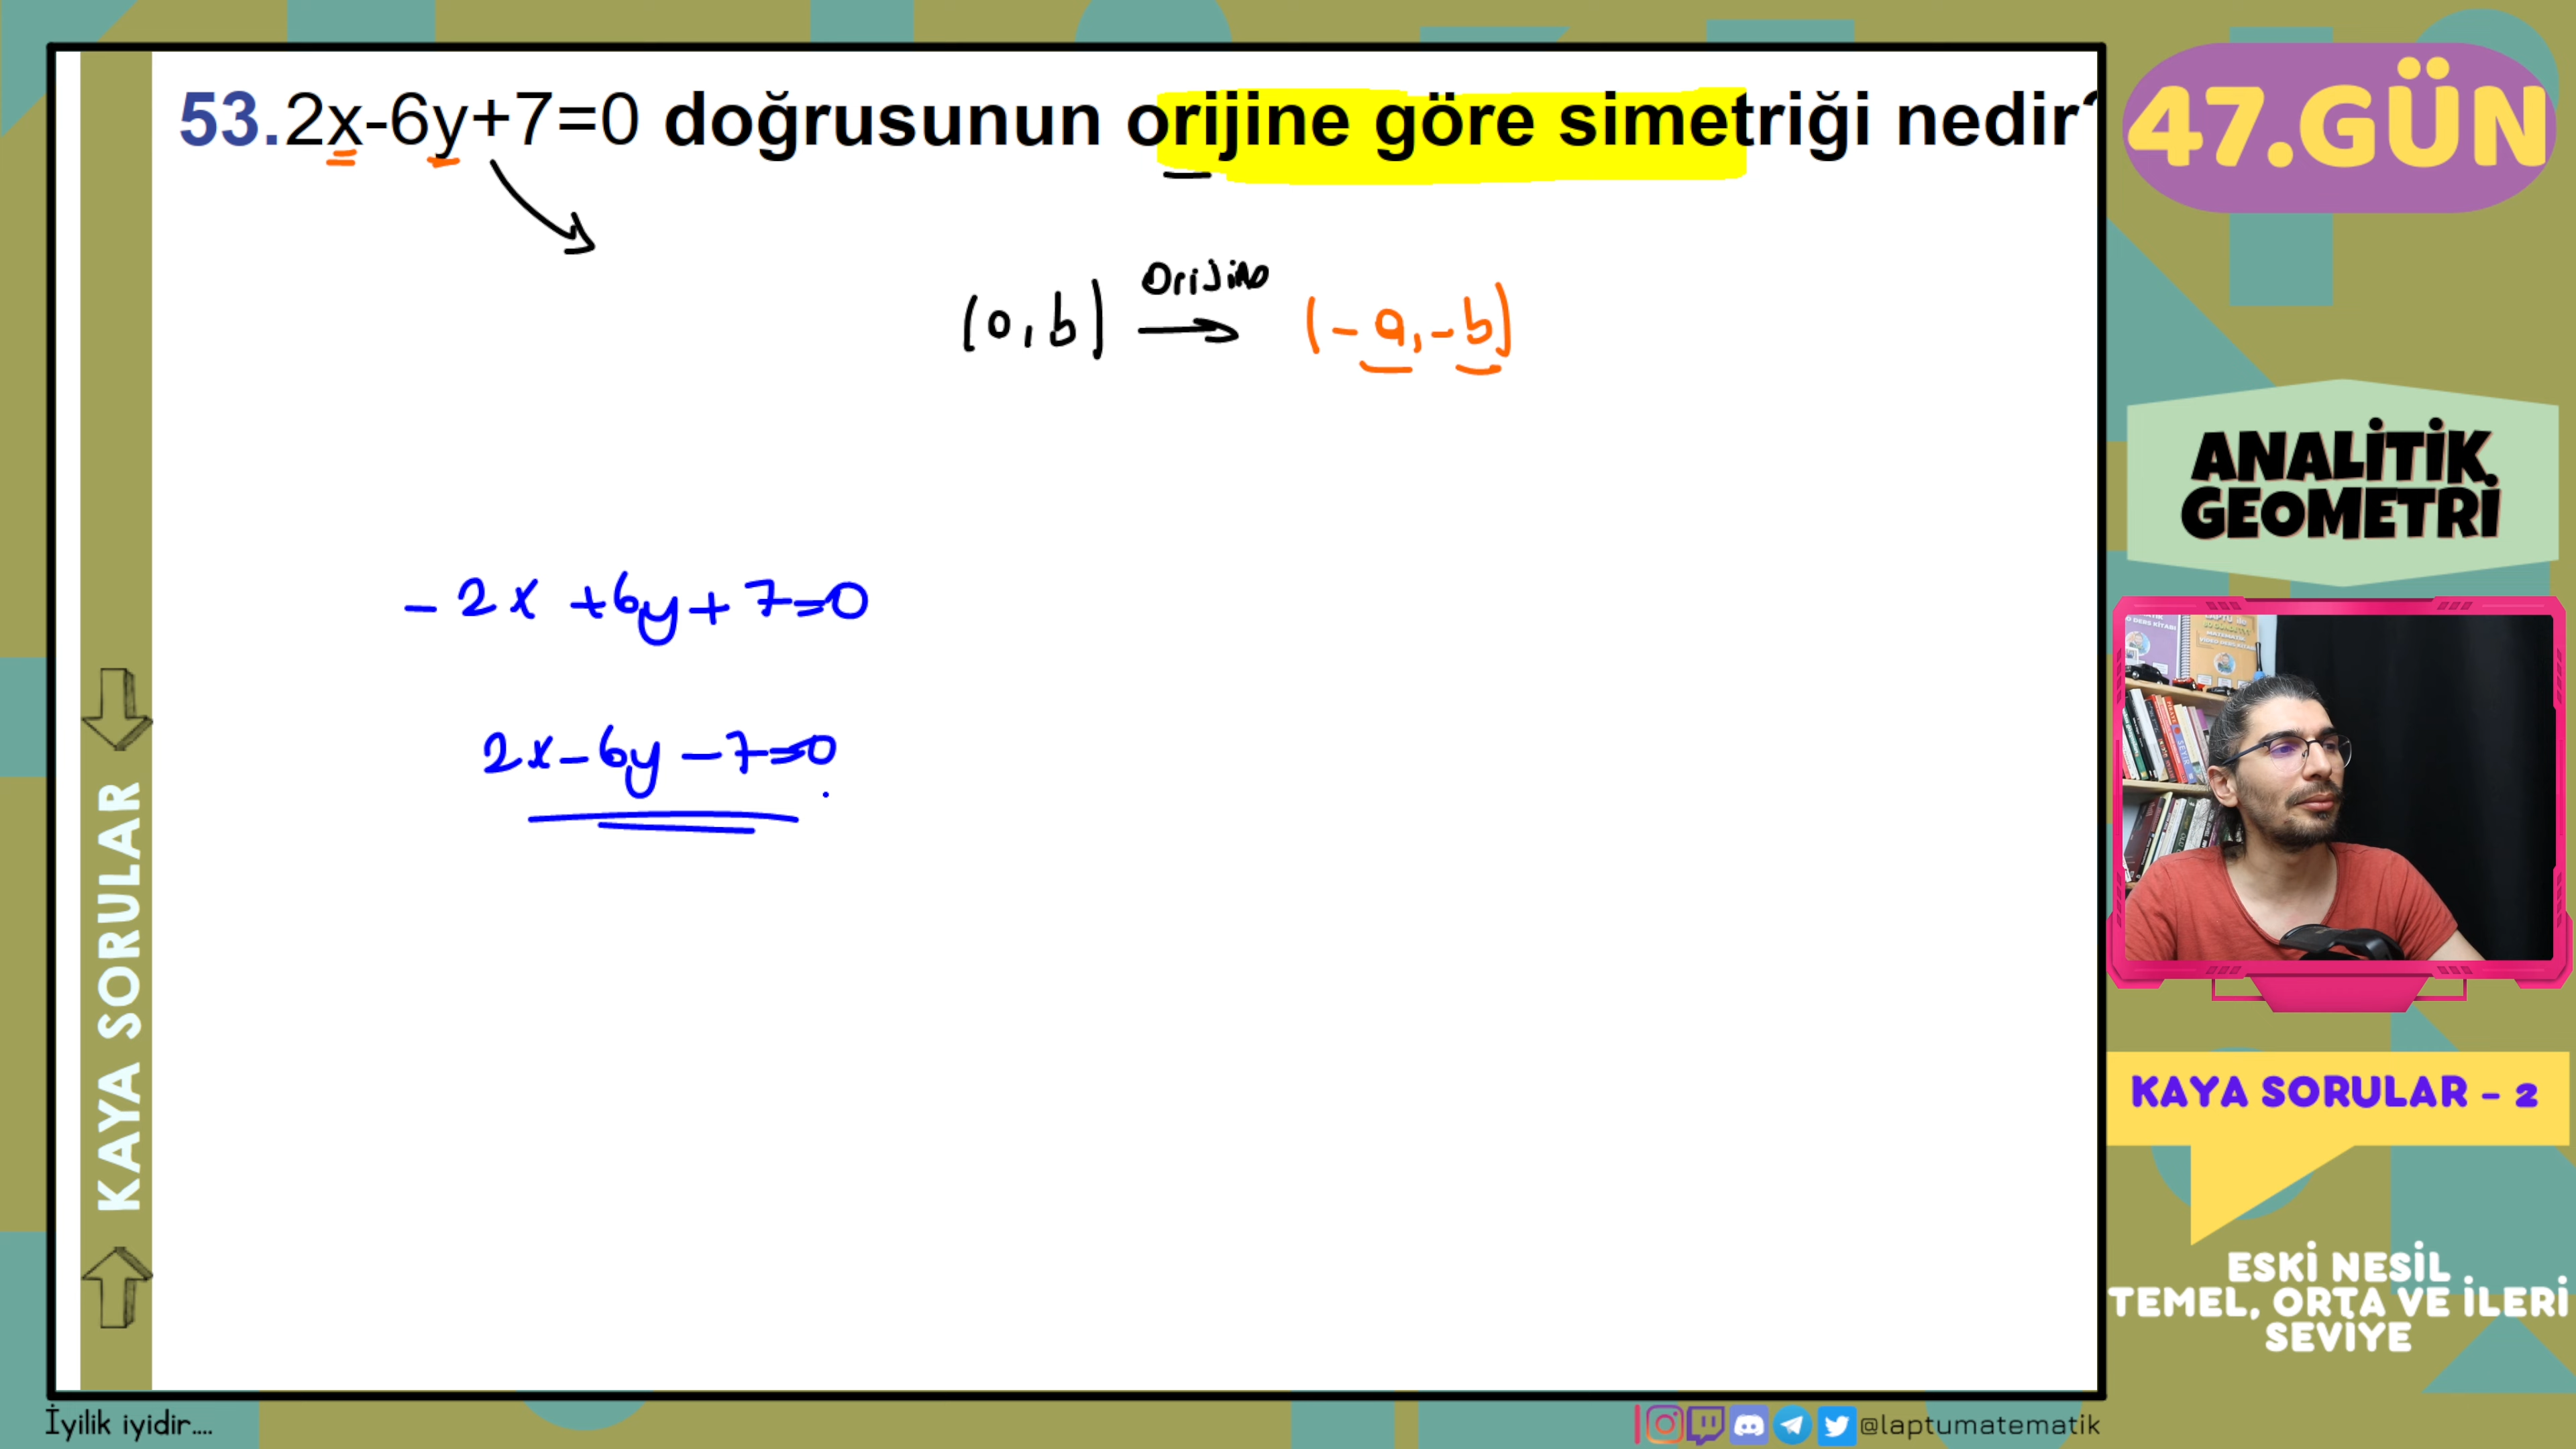 53.2x-6y+7=0 doğrusunun orijine göre simetriği nedir?
Orijine
(a,b) → (-a,-b)
-2x +6y+7=0
2x-6y-7=0
KAYA SORULAR
47.GÜN
ANALİTİK
GEOMETRİ
KAYA SORULAR - 2
ESKİ NESİL
TEMEL, ORTA VE İLERİ
SEVİYE
İyilik iyidir....
@laptumatematik